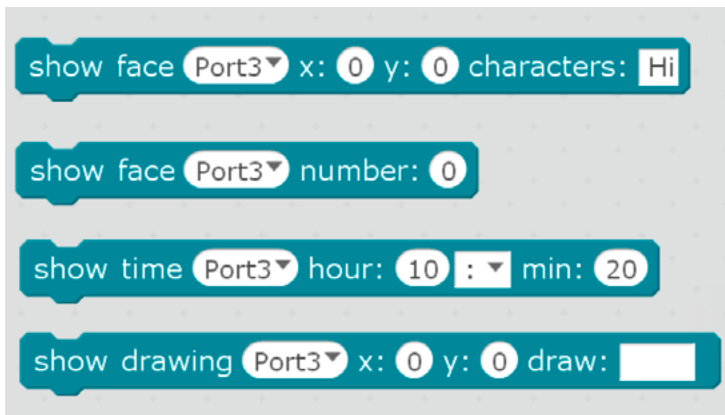 show face Port3 x: 0 y: 0 characters: Hi
show face Port3 number: 0
show time Port3 hour: 10 : min: 20
show drawing Port3 x: 0 y: 0 draw: